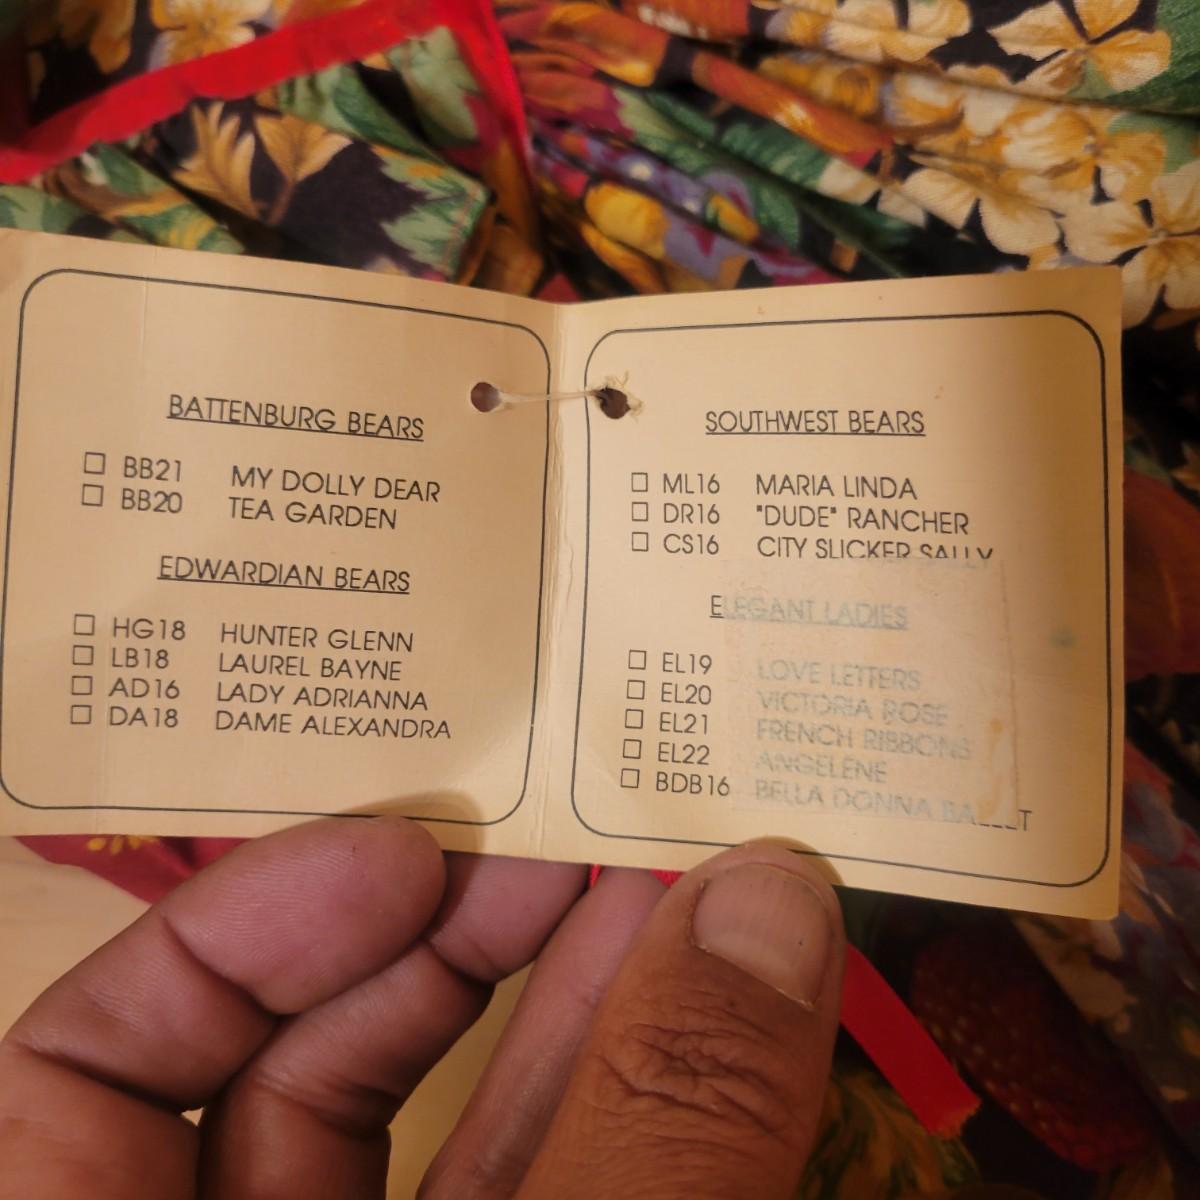 BATTENBURG BEARS
☐ BB21 MY DOLLY DEAR
☐ BB20 TEA GARDEN
EDWARDIAN BEARS
☐ HG18 HUNTER GLENN
☐ LB18 LAUREL BAYNE
☐ AD16 LADY ADRIANNA
☐ DA18 DAME ALEXANDRA
SOUTHWEST BEARS
☐ ML16 MARIA LINDA
☐ DR16 "DUDE" RANCHER
☐ CS16 CITY SLICKER SALLY
ELEGANT LADIES
☐ EL19 LOVE LETTERS
☐ EL20 VICTORIA ROSE
☐ EL21 FRENCH RIBBONS
☐ EL22 ANGELENE
☐ BDB16 BELLA DONNA BALLET